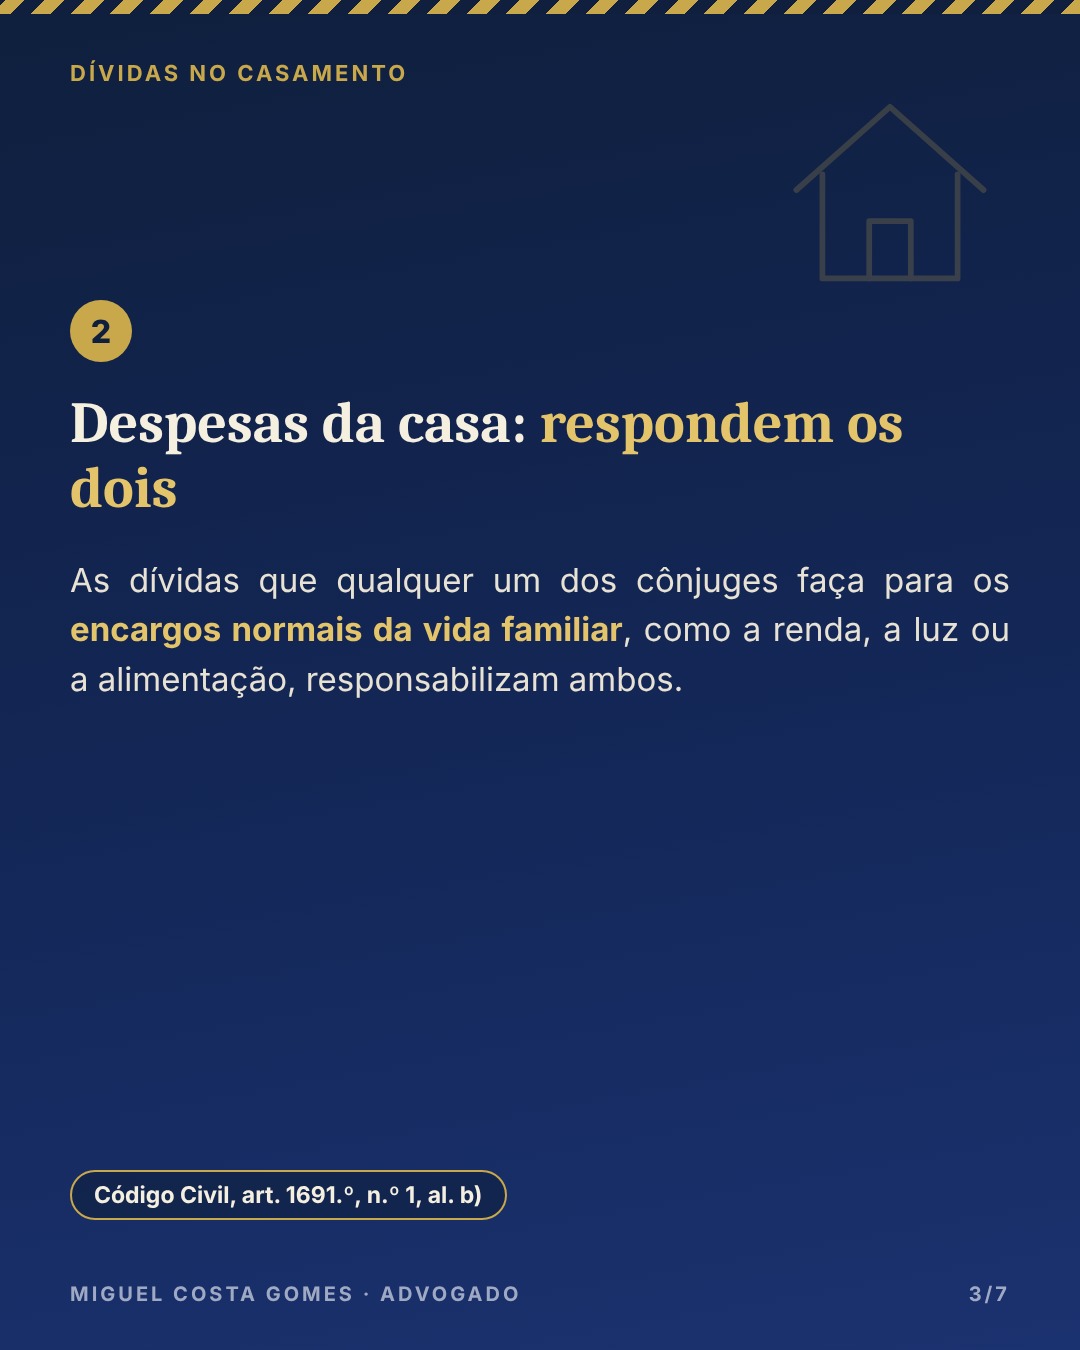 DÍVIDAS NO CASAMENTO
2
Despesas da casa: respondem os
dois
As dívidas que qualquer um dos cônjuges faça para os
encargos normais da vida familiar, como a renda, a luz ou
a alimentação, responsabilizam ambos.
Código Civil, art. 1691.º, n.º 1, al. b)
MIGUEL COSTA GOMES · ADVOGADO
3/7